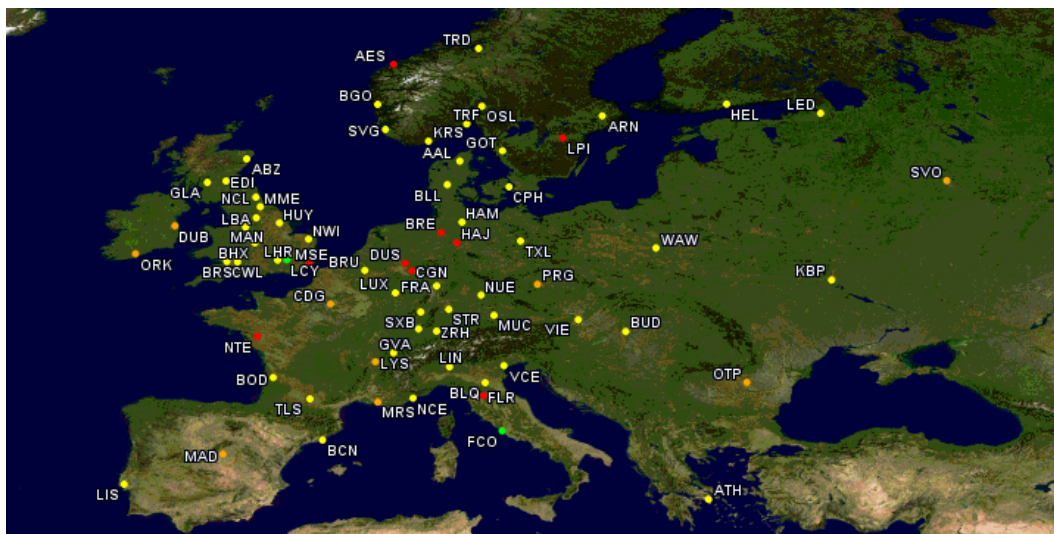 TRD
AES
BGO
TRF
OSL
HEL
LED
SVG
KRS
ARN
GOT
LPI
AAL
ABZ
SVO
GLA
EDI
BLL
CPH
NCL
MME
LBA
HUY
HAM
BRE
DUB
MAN
NWI
HAJ
ORK
BHX
LHR
MSE
BRU
DUS
TXL
WAW
BRS
CWL
LCY
CGN
PRG
KBP
LUX
FRA
NUE
CDG
SXB
STR
MUC
VIE
BUD
NTE
ZRH
GVA
LYS
LIN
BOD
VCE
OTP
BLQ
FLR
TLS
MRS
NCE
FCO
BCN
MAD
LIS
ATH